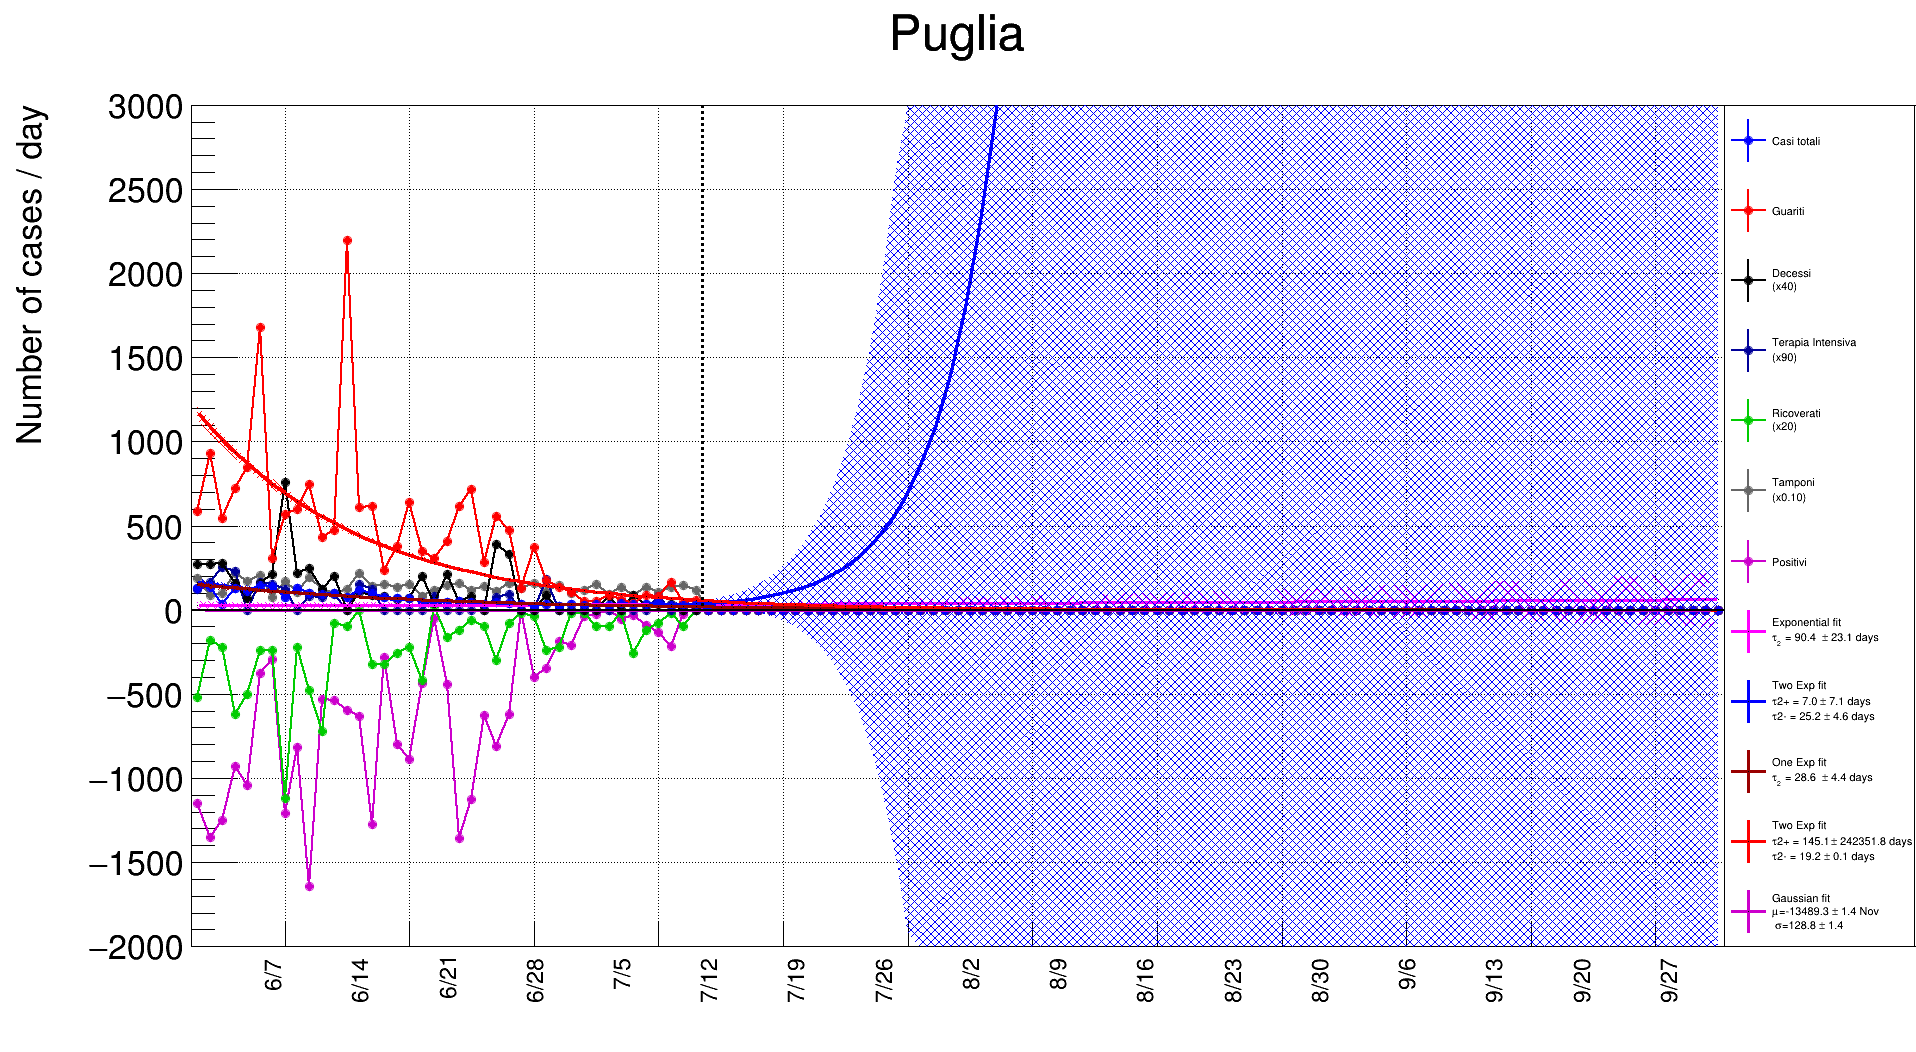 Puglia
Number of cases / day
3000
2500
2000
1500
1000
500
0
−500
−1000
−1500
−2000
6/7
6/14
6/21
6/28
7/5
7/12
7/19
7/26
8/2
8/9
8/16
8/23
8/30
9/6
9/13
9/20
9/27
Casi totali
Guariti
Decessi
(x40)
Terapia Intensiva
(x90)
Ricoverati
(x20)
Tamponi
(x0.10)
Positivi
Exponential fit
τ2 = 90.4 ± 23.1 days
Two Exp fit
τ2+ = 7.0 ± 7.1 days
τ2- = 25.2 ± 4.6 days
One Exp fit
τ2 = 28.6 ± 4.4 days
Two Exp fit
τ2+ = 145.1 ± 242351.8 days
τ2- = 19.2 ± 0.1 days
Gaussian fit
μ=-13489.3 ± 1.4 Nov
σ=128.8 ± 1.4